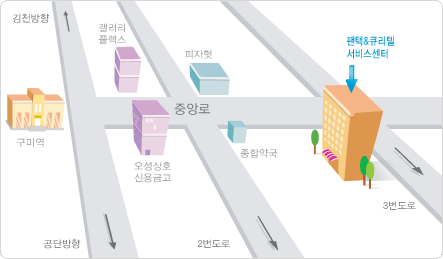 김천방향
갤러리
플렉스
피자헛
팬택&큐리텔
서비스센터
중앙로
구미역
오성상호
신용금고
종합약국
공단방향
2번도로
3번도로